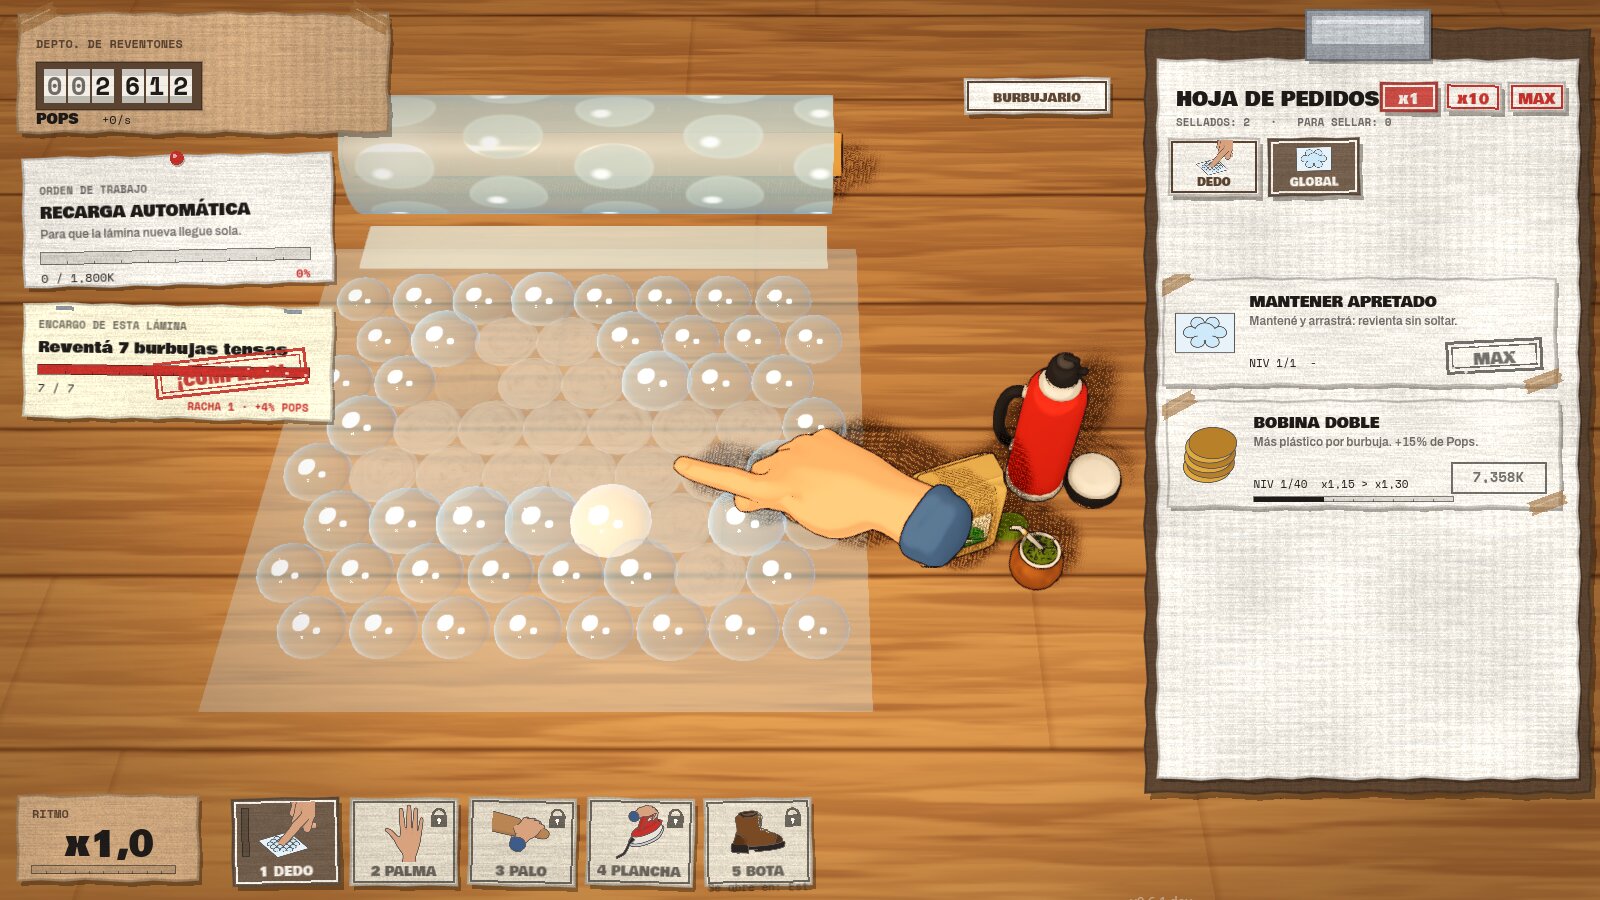 DEPTO. DE REVENTONES
002612
POPS +0/s
ORDEN DE TRABAJO
RECARGA AUTOMÁTICA
Para que la lámina nueva llegue sola.
0 / 1.800K 0%
ENCARGO DE ESTA LÁMINA
Reventá 7 burbujas tensas
7 / 7
RACHA 1 · +4% POPS
BURBUJARIO
HOJA DE PEDIDOS x1 x10 MAX
SELLADOS: 2 · PARA SELLAR: 0
DEDO GLOBAL
MANTENER APRETADO
Mantené y arrastrá: revienta sin soltar.
NIV 1/1 -
MAX
BOBINA DOBLE
Más plástico por burbuja. +15% de Pops.
NIV 1/40 x1,15 > x1,30
7.358K
RITMO
x1,0
1 DEDO
2 PALMA
3 PALO
4 PLANCHA
5 BOTA